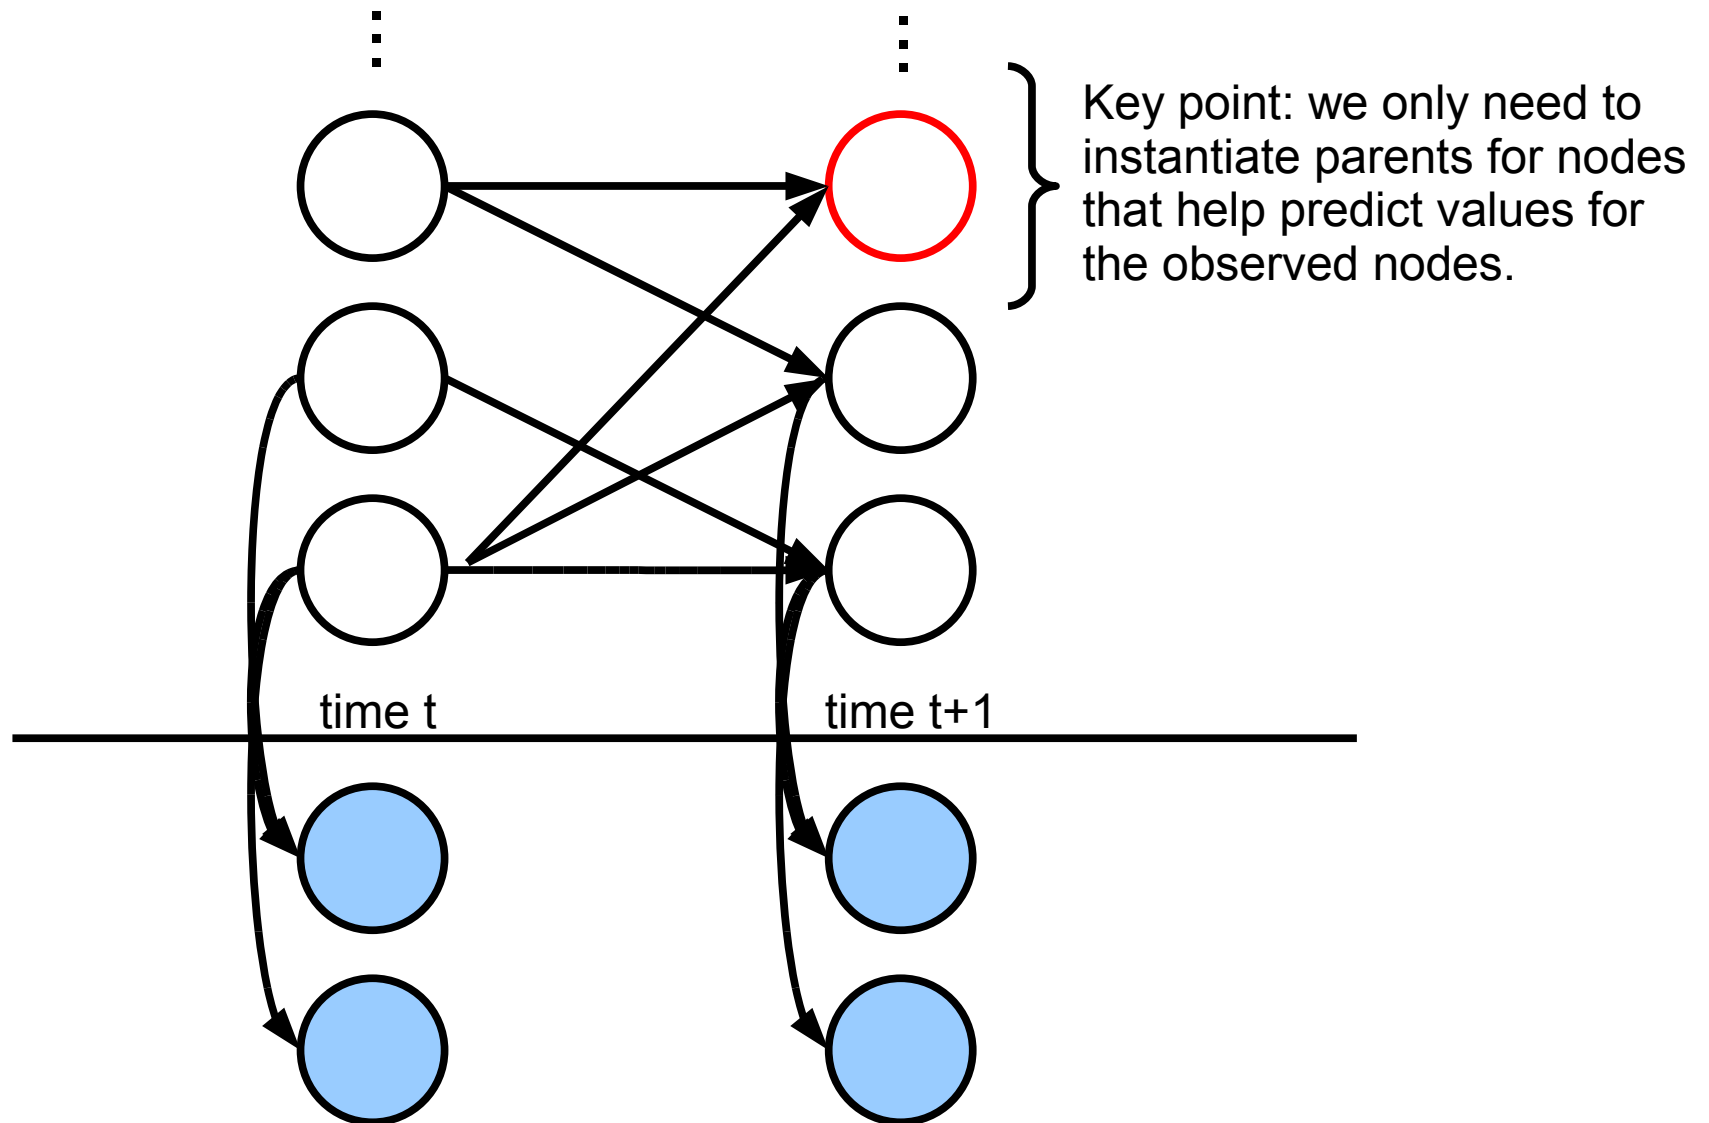 Key point: we only need to
instantiate parents for nodes
that help predict values for
the observed nodes.
time t
time t+1